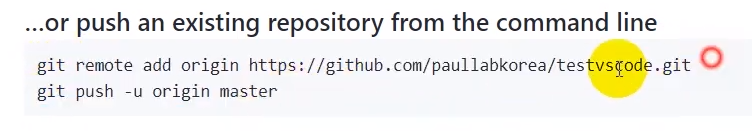 ...or push an existing repository from the command line
git remote add origin https://github.com/paullabkorea/testvscode.git
git push -u origin master